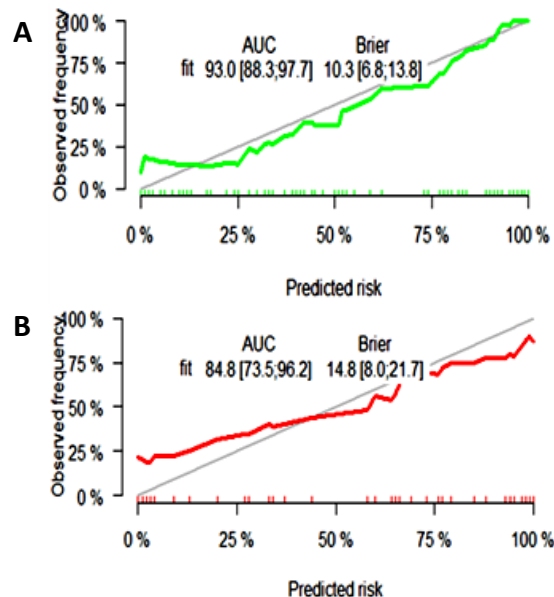 A
Observed frequency
100 %
75 %
50 %
25 %
0 %
AUC Brier
fit 93.0 [88.3;97.7] 10.3 [6.8;13.8]
0 % 25 % 50 % 75 % 100 %
Predicted risk
B
Observed frequency
100 %
75 %
50 %
25 %
0 %
AUC Brier
fit 84.8 [73.5;96.2] 14.8 [8.0;21.7]
0 % 25 % 50 % 75 % 100 %
Predicted risk